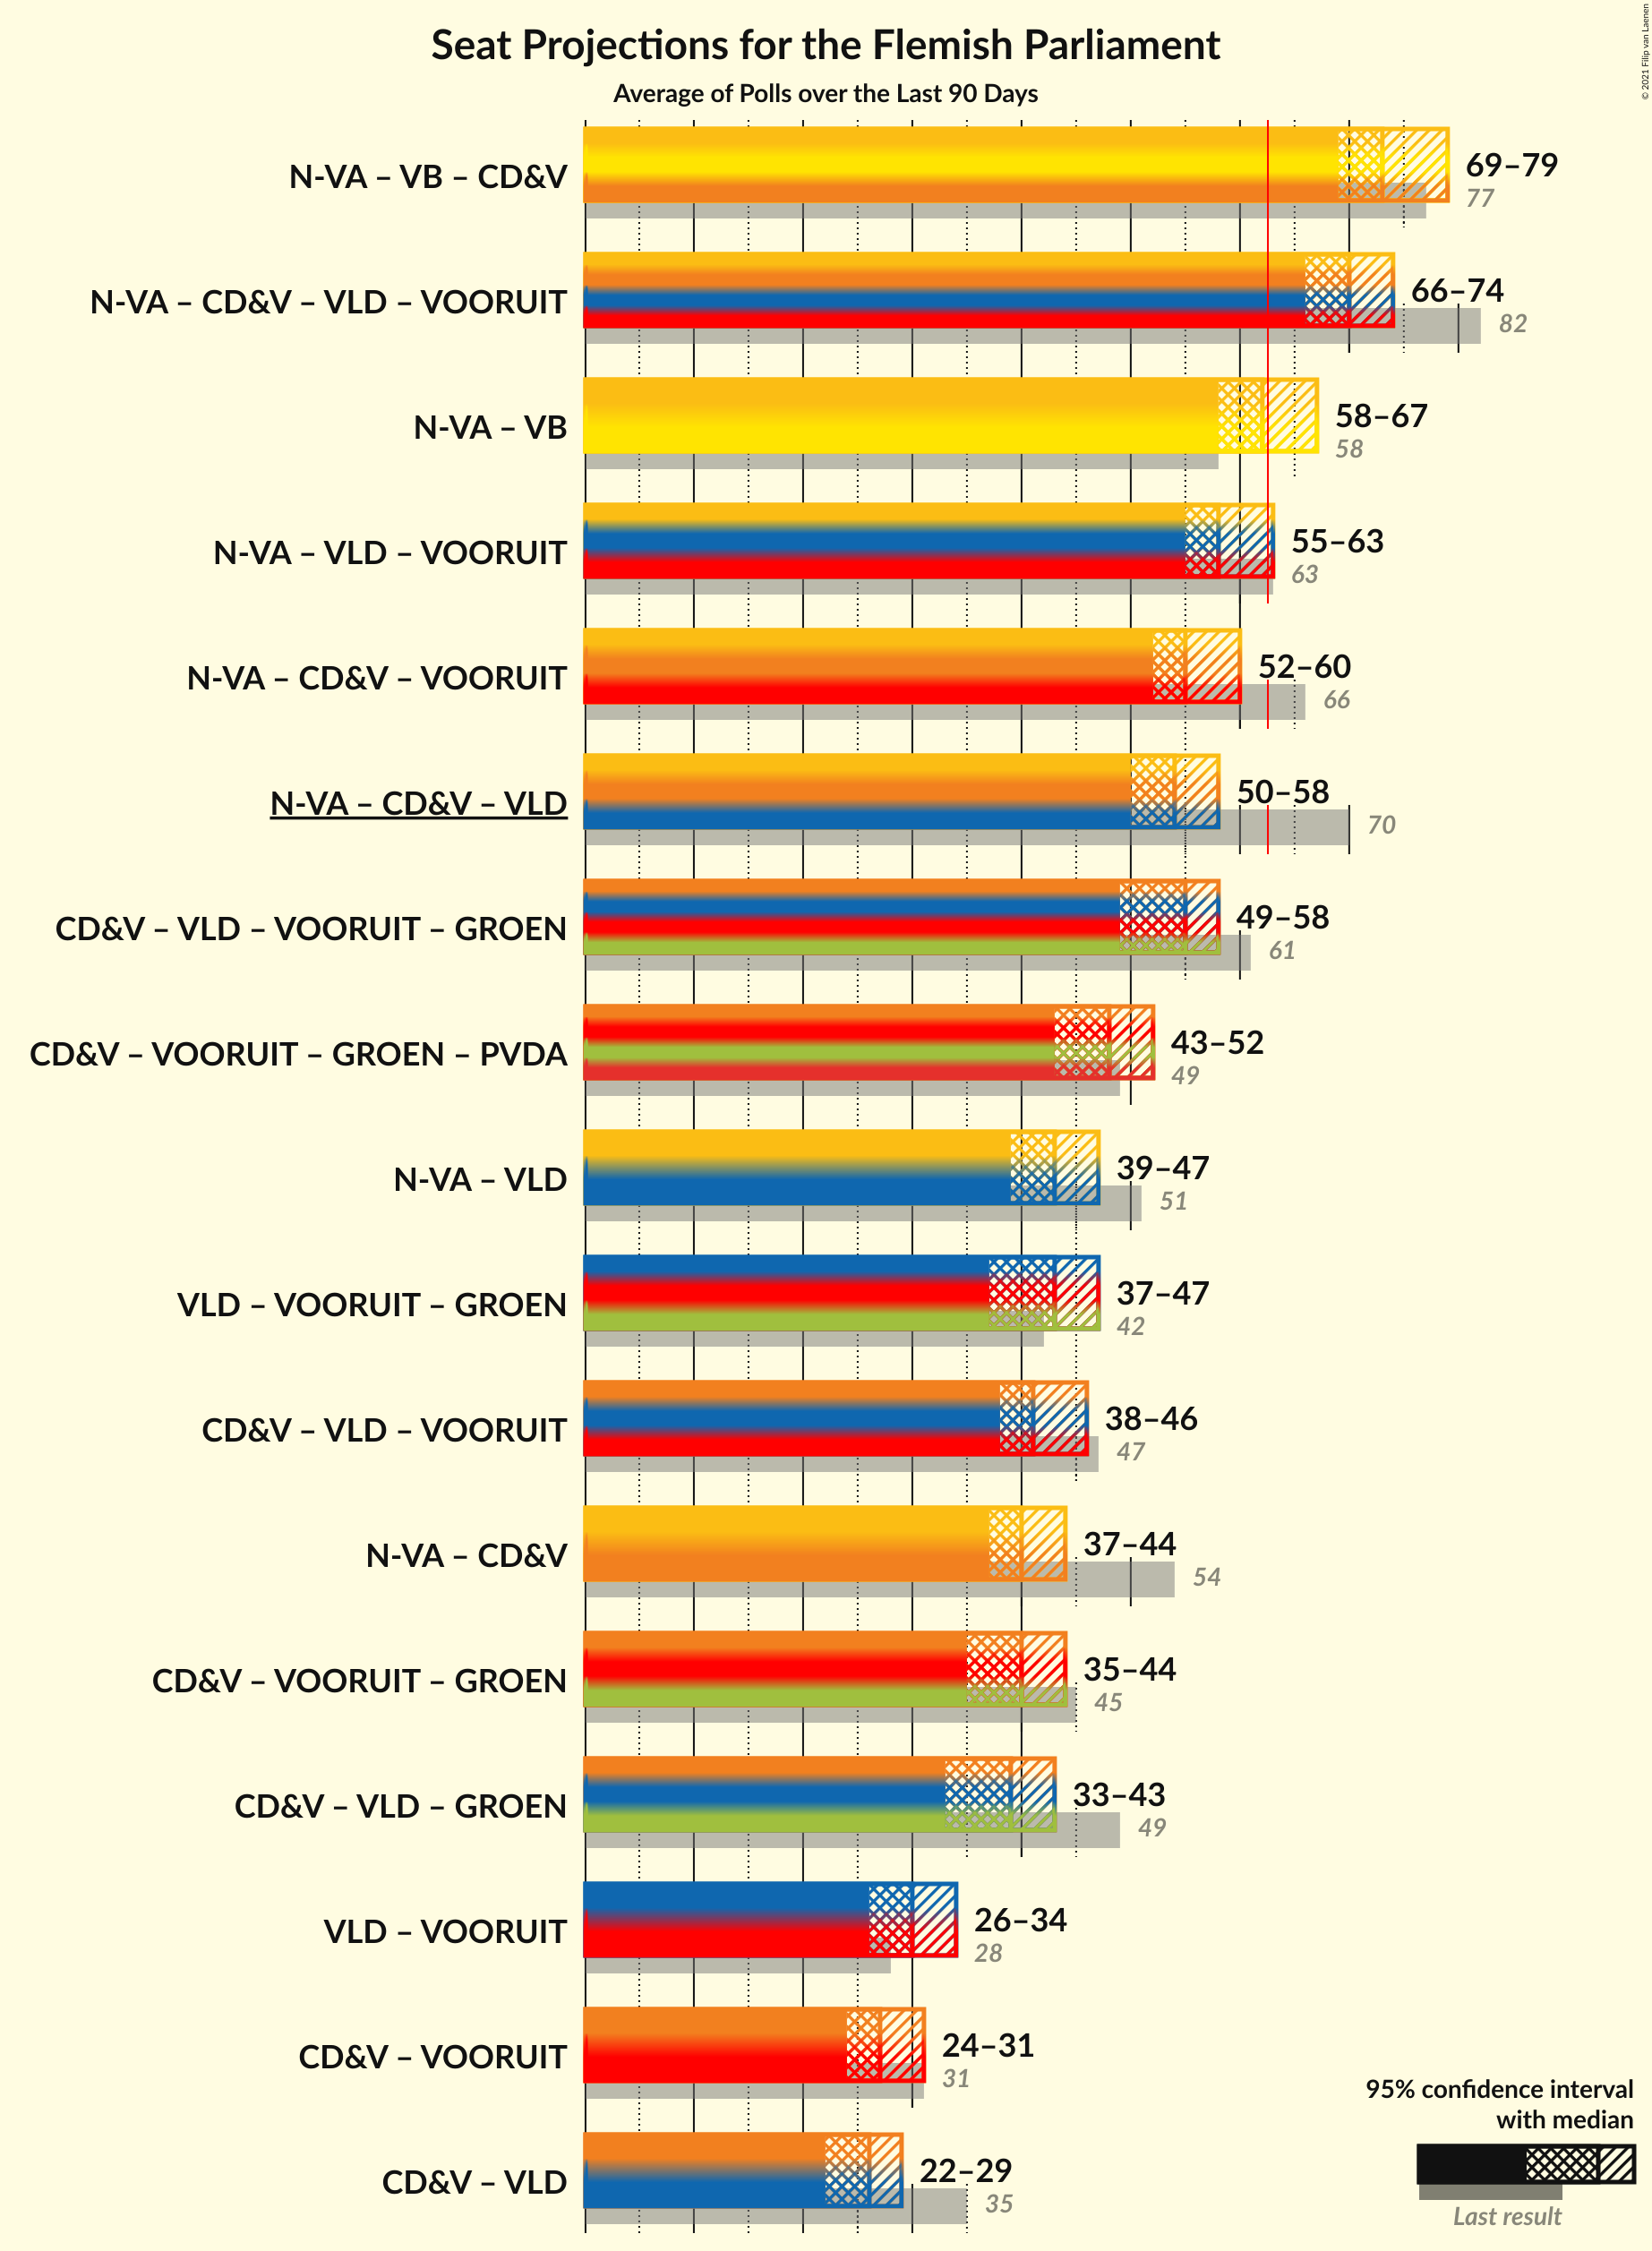 Seat Projections for the Flemish Parliament
Average of Polls over the Last 90 Days
© 2021 Filip van Laenen
N-VA – VB – CD&V
69–79
77
N-VA – CD&V – VLD – VOORUIT
66–74
82
N-VA – VB
58–67
58
N-VA – VLD – VOORUIT
55–63
63
N-VA – CD&V – VOORUIT
52–60
66
N-VA – CD&V – VLD
50–58
70
CD&V – VLD – VOORUIT – GROEN
49–58
61
CD&V – VOORUIT – GROEN – PVDA
43–52
49
N-VA – VLD
39–47
51
VLD – VOORUIT – GROEN
37–47
42
CD&V – VLD – VOORUIT
38–46
47
N-VA – CD&V
37–44
54
CD&V – VOORUIT – GROEN
35–44
45
CD&V – VLD – GROEN
33–43
49
VLD – VOORUIT
26–34
28
CD&V – VOORUIT
24–31
31
CD&V – VLD
22–29
35
95% confidence interval
with median
Last result